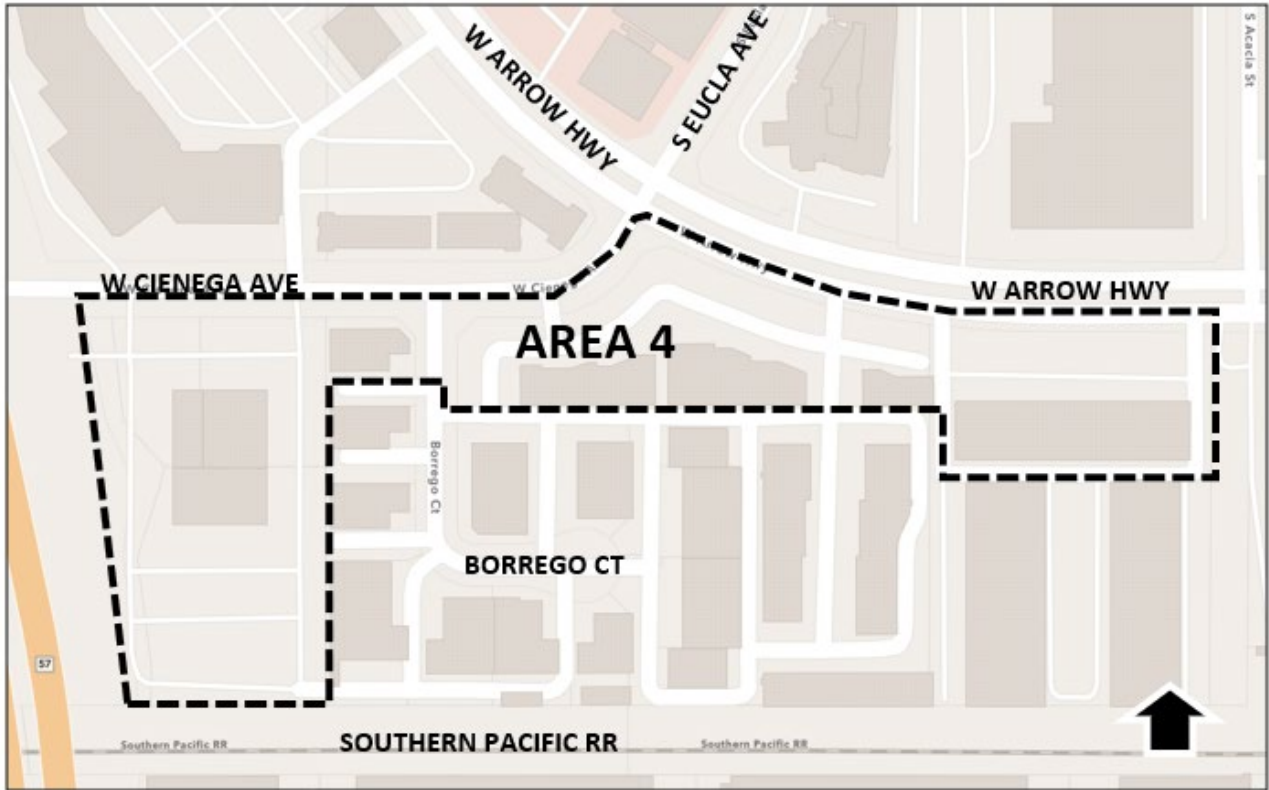 S Acacia St
W ARROW HWY
S EUCLA AVE
W CIENEGA AVE
W Cien
W ARROW HWY
AREA 4
Borrego Ct
BORREGO CT
57
Southern Pacific RR
SOUTHERN PACIFIC RR
Southern Pacific RR